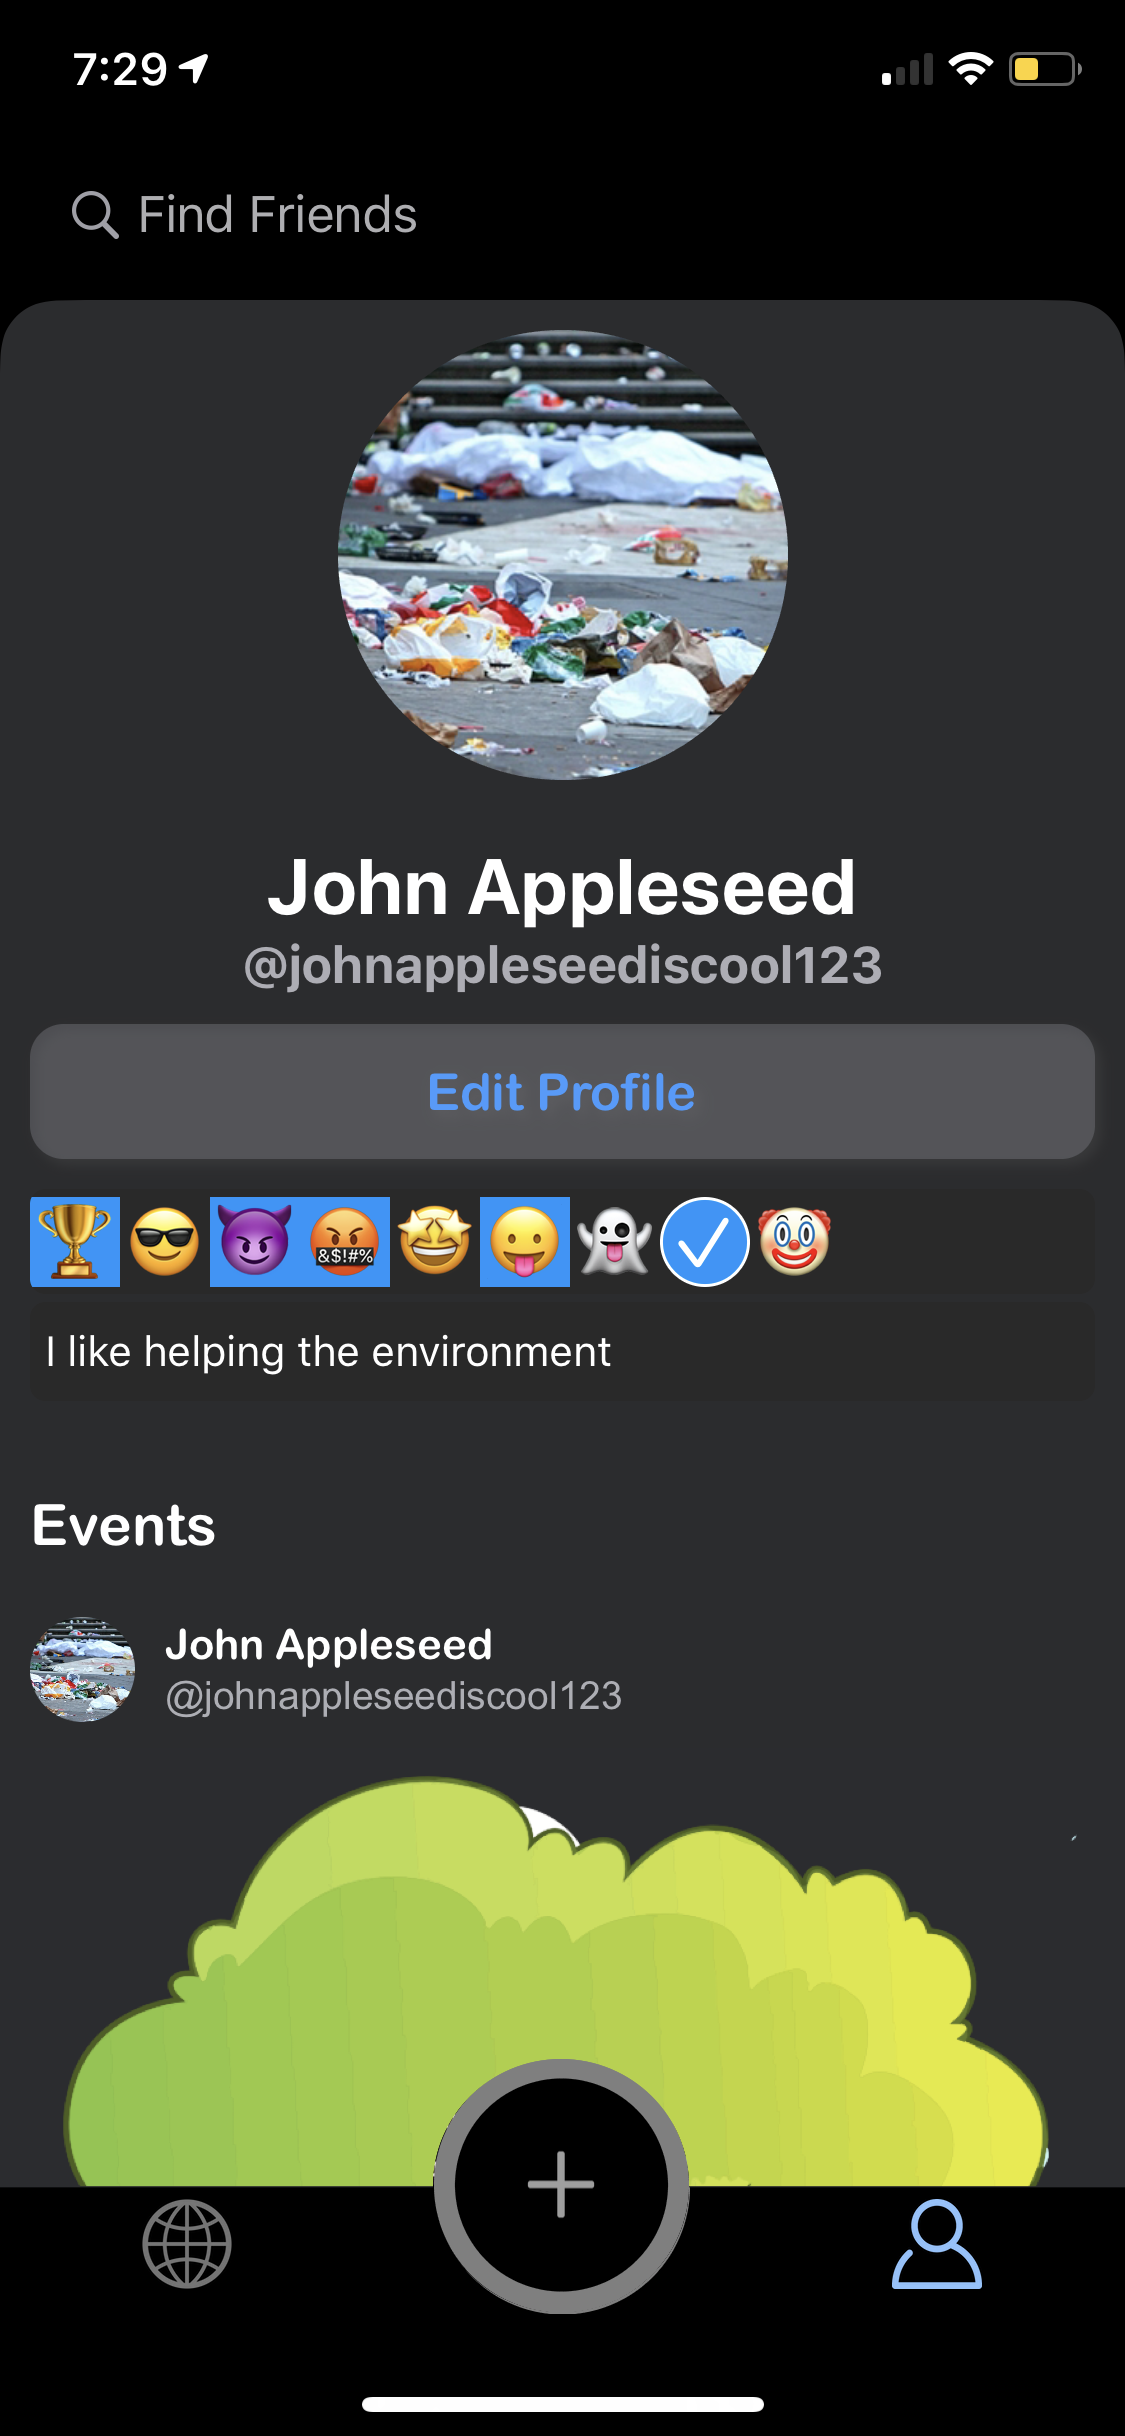 7:29
Find Friends
John Appleseed
@johnappleseediscool123
Edit Profile
&$!#%
I like helping the environment
Events
John Appleseed
@johnappleseediscool123